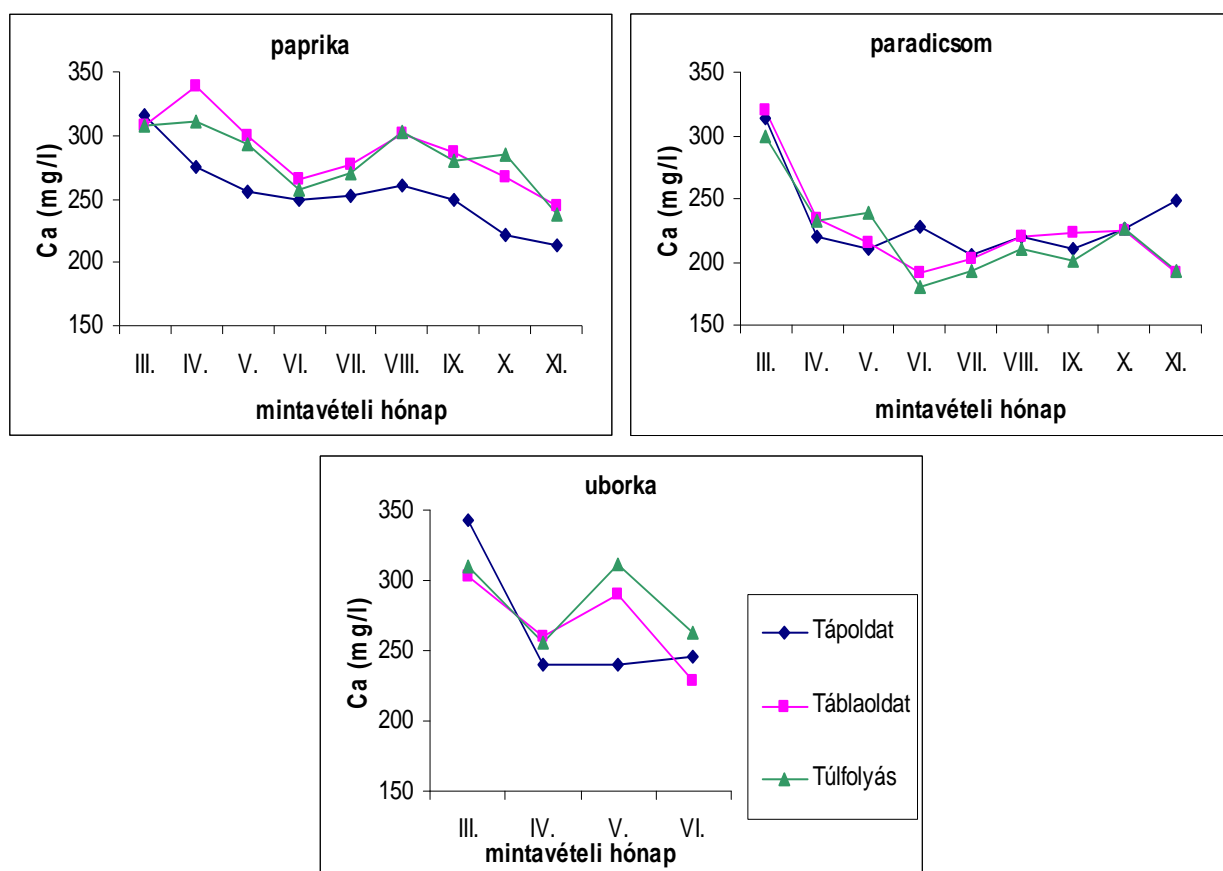 paprika
350
300
250
200
150
Ca (mg/l)
III. IV. V. VI. VII. VIII. IX. X. XI.
mintavételi hónap
paradicsom
350
300
250
200
150
Ca (mg/l)
III. IV. V. VI. VII. VIII. IX. X. XI.
mintavételi hónap
uborka
350
300
250
200
150
Ca (mg/l)
III. IV. V. VI.
mintavételi hónap
Tápoldat
Táblaoldat
Túlfolyás